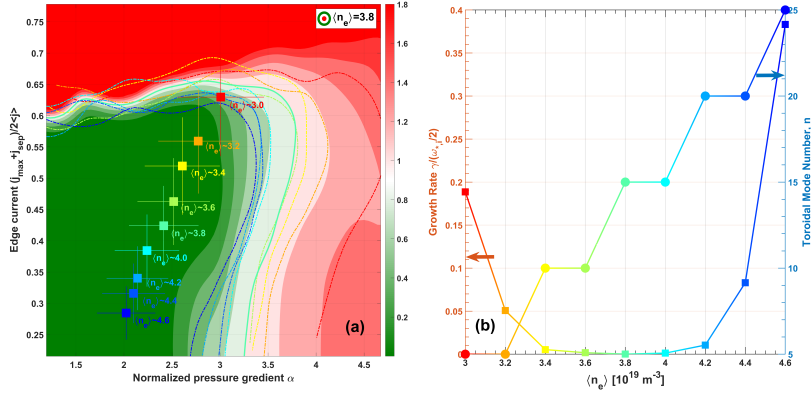 ⟨n_e⟩=3.8
Edge current (j_max +j_sep)/2<j>
0.75
0.7
0.65
0.6
0.55
0.5
0.45
0.4
0.35
0.3
0.25
⟨n_e⟩~3.0
⟨n_e⟩~3.2
⟨n_e⟩~3.4
⟨n_e⟩~3.6
⟨n_e⟩~3.8
⟨n_e⟩~4.0
⟨n_e⟩~4.2
⟨n_e⟩~4.6
(a)
1.5 2 2.5 3 3.5 4 4.5
Normalized pressure gredient α
1.8
1.6
1.4
1.2
1
0.8
0.6
0.4
0.2
Growth Rate γ/(ω_*,i/2)
0.4
0.35
0.3
0.25
0.2
0.15
0.1
0.05
0
(b)
3 3.2 3.4 3.6 3.8 4 4.2 4.4 4.6
⟨n_e⟩ [10^19 m^-3]
25
20
15
10
5
Toroidal Mode Number, n